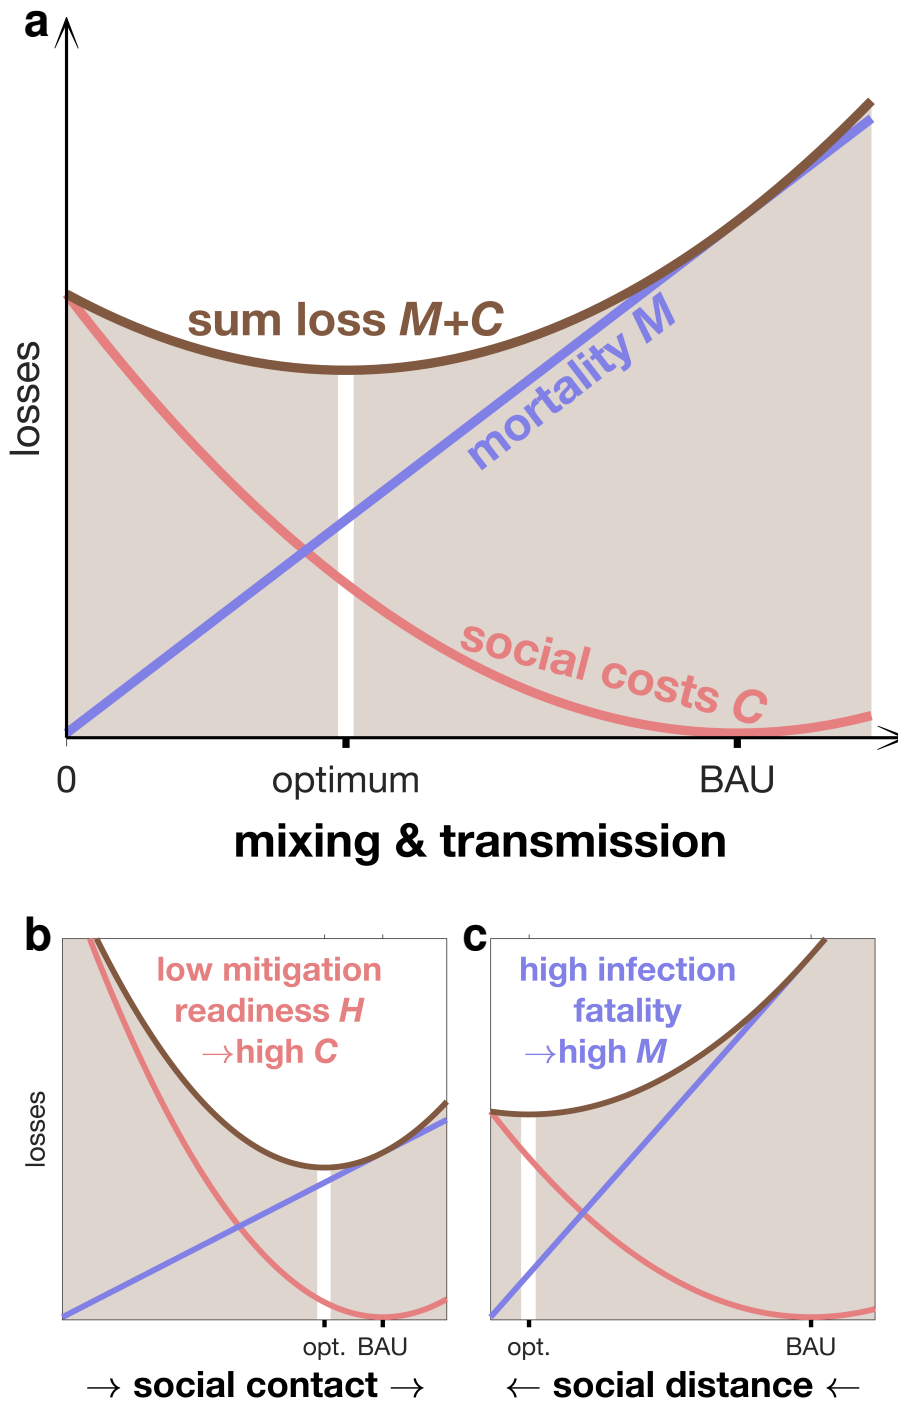 a
losses
sum loss M+C
mortality M
social costs C
0 optimum BAU
mixing & transmission
b
low mitigation
readiness H
→high C
losses
opt. BAU
→ social contact →
c
high infection
fatality
→high M
opt. BAU
← social distance ←